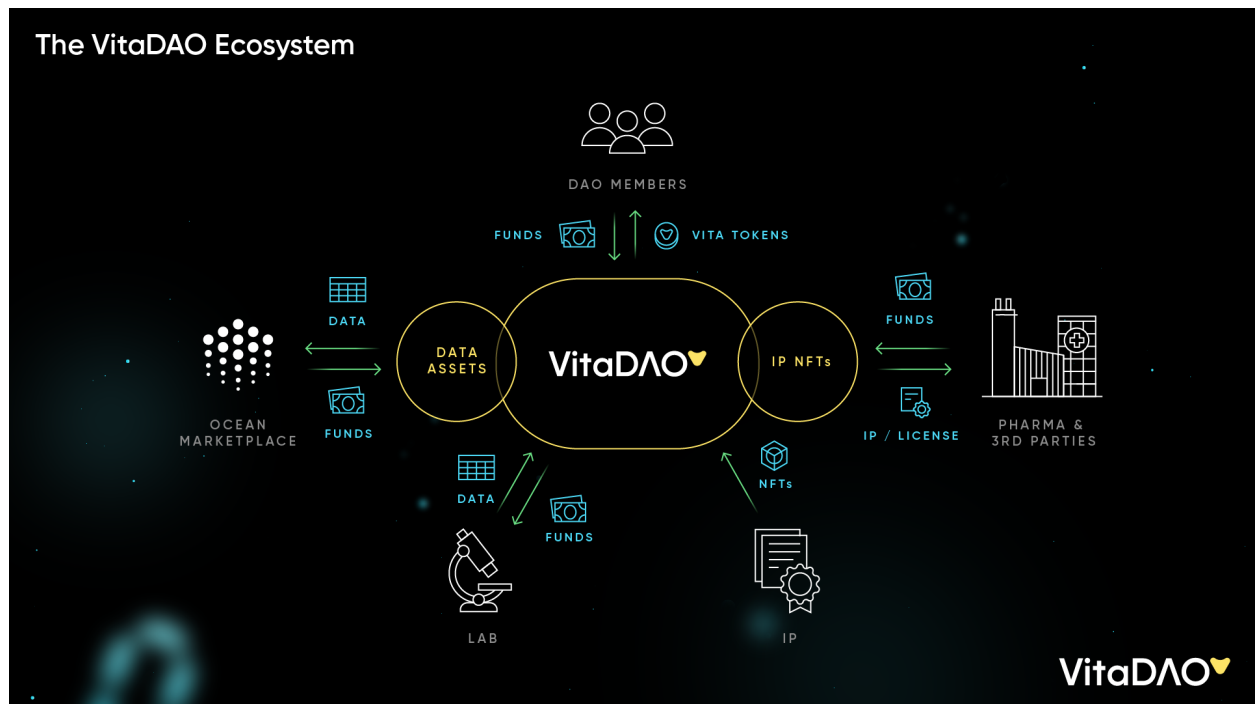 The VitaDAO Ecosystem
DAO MEMBERS
FUNDS
VITA TOKENS
DATA
FUNDS
OCEAN
MARKETPLACE
DATA
ASSETS
VitaDAO
IP NFTs
FUNDS
IP / LICENSE
PHARMA &
3RD PARTIES
DATA
FUNDS
NFTs
LAB
IP
VitaDAO